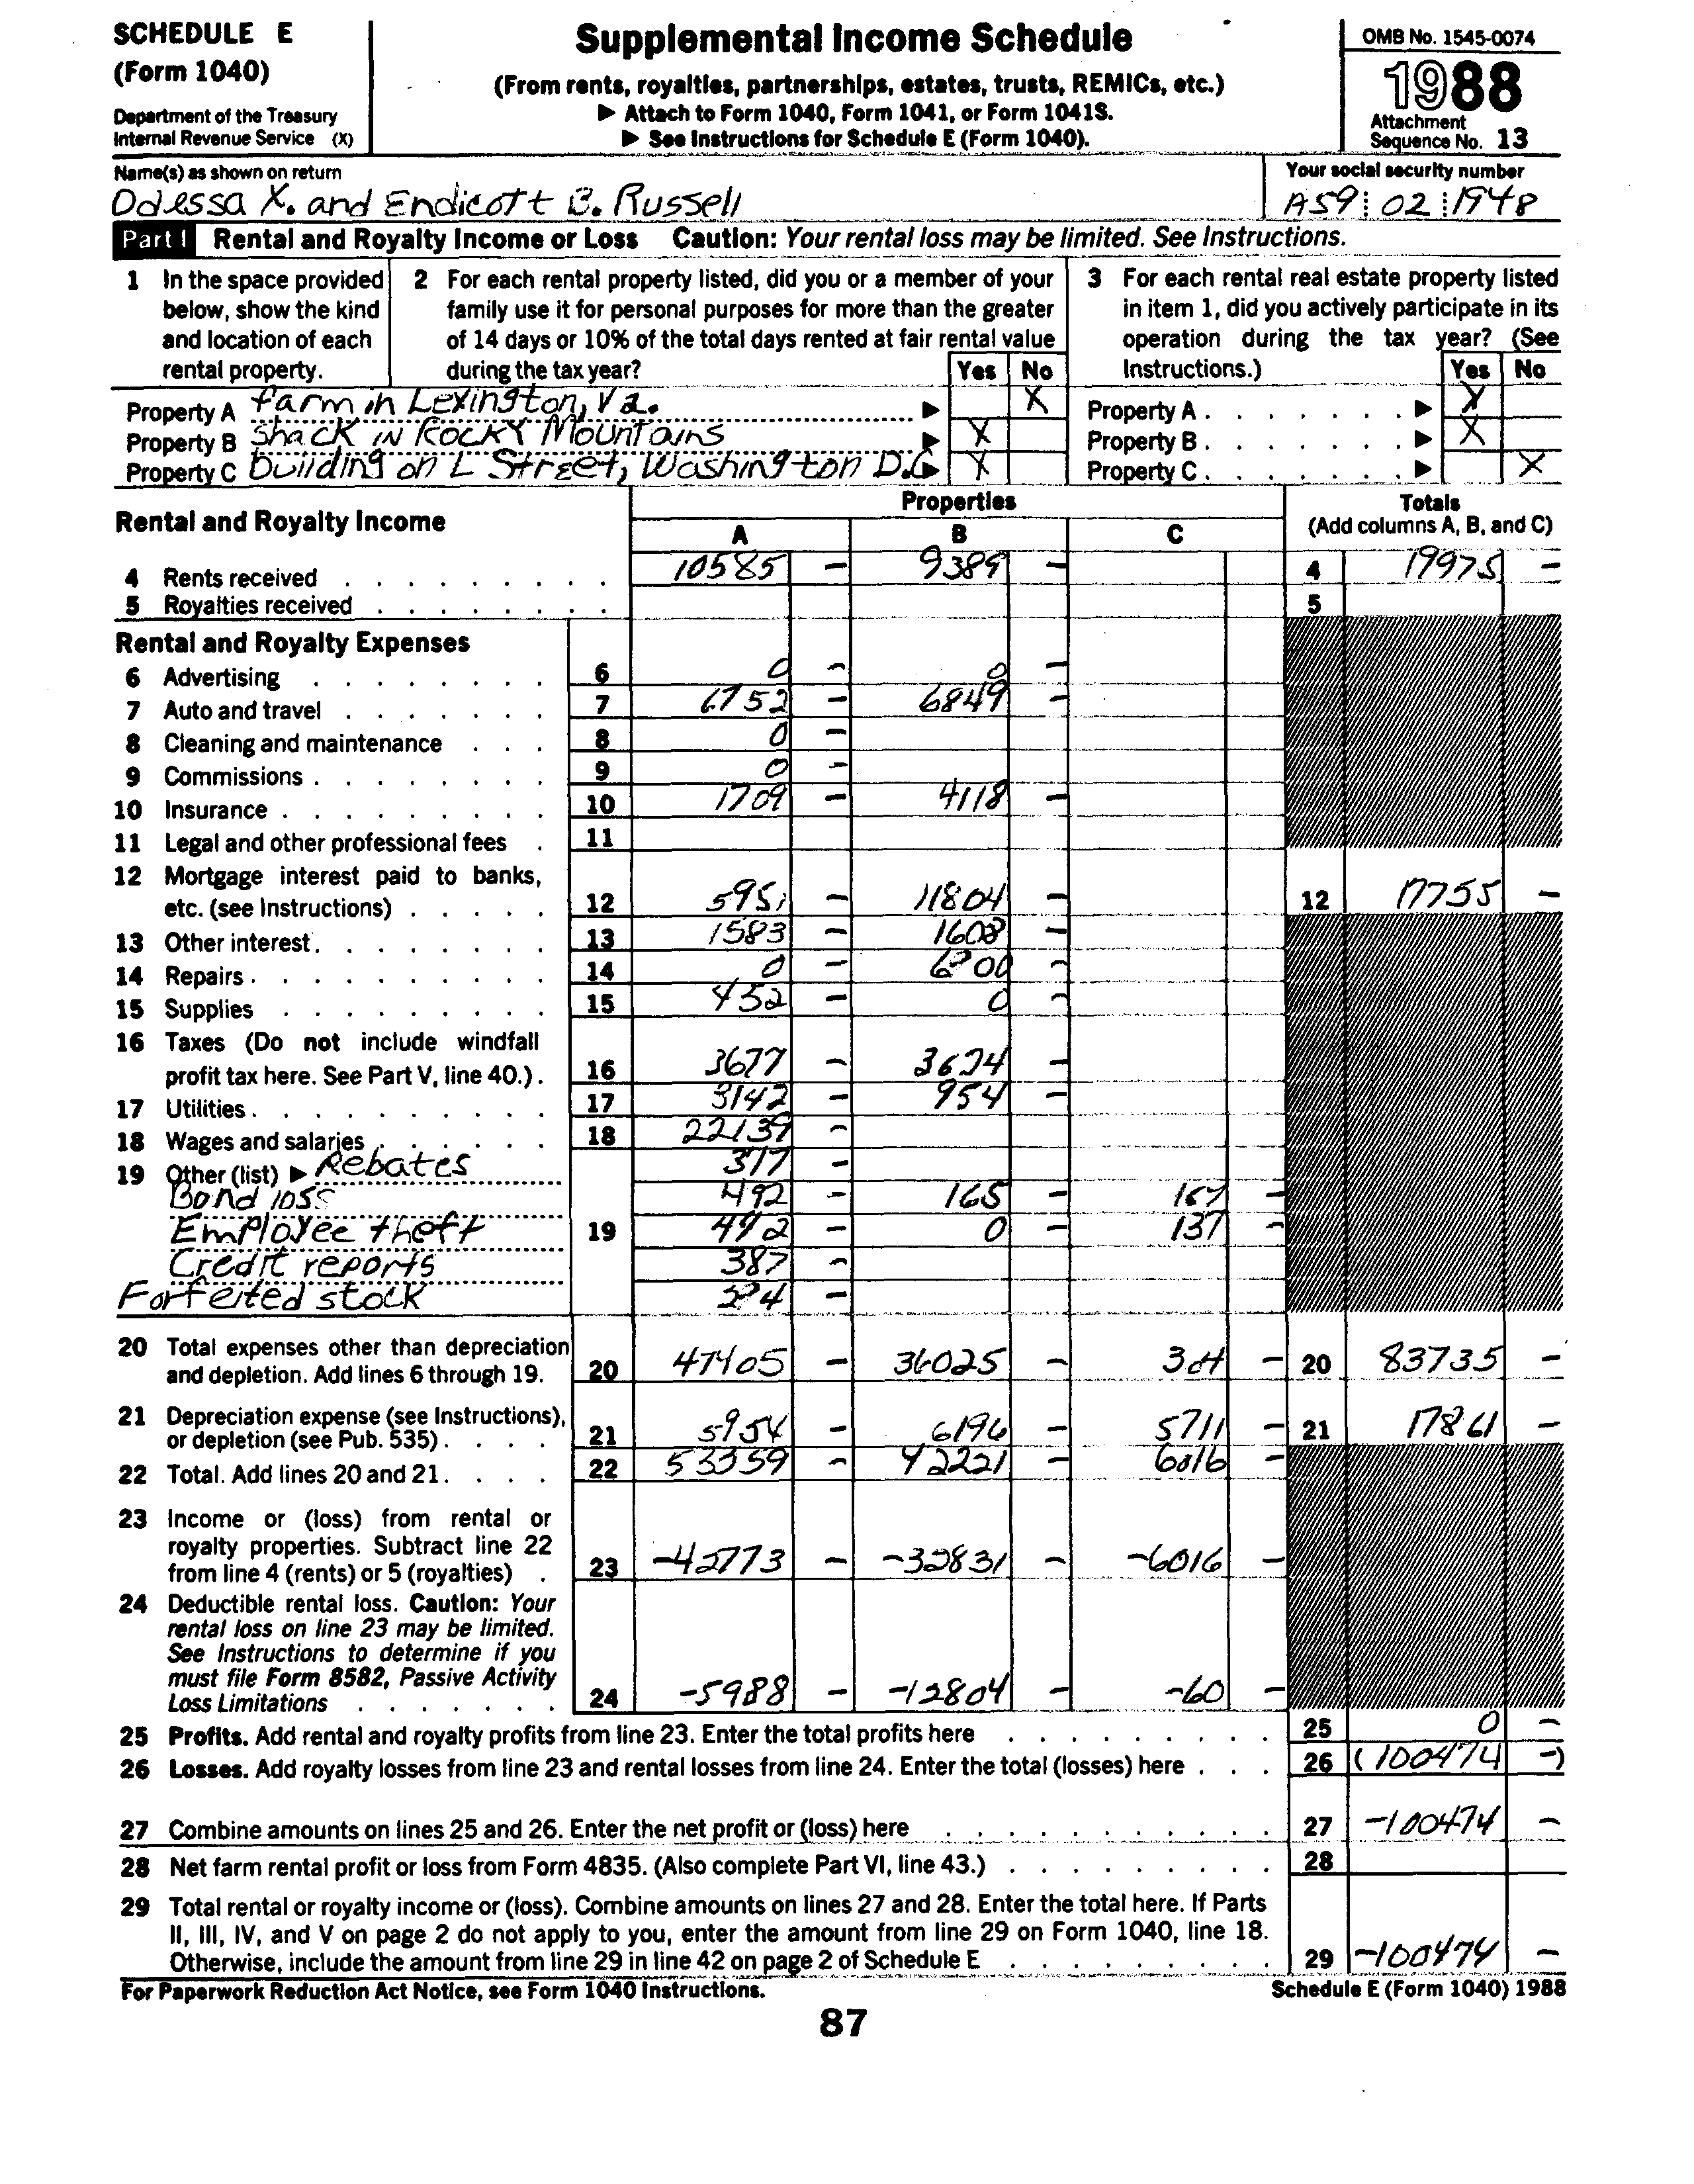 SCHEDULE E
(Form 1040)
Department of the Treasury
Internal Revenue Service (X)
Supplemental Income Schedule
(From rents, royalties, partnerships, estates, trusts, REMICs, etc.)
▶ Attach to Form 1040, Form 1041, or Form 1041S.
▶ See Instructions for Schedule E (Form 1040).
OMB No. 1545-0074
1988
Attachment
Sequence No. 13
Name(s) as shown on return
Odessa X. and Endicott B. Russell
Your social security number
A59 02 1948
Part I Rental and Royalty Income or Loss Caution: Your rental loss may be limited. See Instructions.
1 In the space provided below, show the kind and location of each rental property.
2 For each rental property listed, did you or a member of your family use it for personal purposes for more than the greater of 14 days or 10% of the total days rented at fair rental value during the tax year?
Yes No
3 For each rental real estate property listed in item 1, did you actively participate in its operation during the tax year? (See Instructions.)
Yes No
Property A farm in Lexington, Va. ▶ X Property A ▶ X
Property B Shack in Rocky Mountains ▶ X Property B ▶ X
Property C building on L Street, Washington D.C ▶ X Property C ▶ X
Rental and Royalty Income
Properties
A B C
Totals
(Add columns A, B, and C)
4 Rents received 10585 – 9389 – 4 19975 –
5 Royalties received 5
Rental and Royalty Expenses
6 Advertising 6 0 – 0 –
7 Auto and travel 7 6752 – 6849 –
8 Cleaning and maintenance 8 0 –
9 Commissions 9 0 –
10 Insurance 10 1709 – 4118 –
11 Legal and other professional fees 11
12 Mortgage interest paid to banks,
etc. (see Instructions) 12 5951 – 11804 – 12 17755 –
13 Other interest 13 1583 – 1608 –
14 Repairs 14 0 – –
15 Supplies 15 452 – 0 –
16 Taxes (Do not include windfall
profit tax here. See Part V, line 40.) 16 3677 – –
17 Utilities 17 3142 – 954 –
18 Wages and salaries 18 22139 –
19 Other (list) ▶ Rebates 317 –
Bond loss 492 – 165 – –
Employee theft 19 492 – 0 – 137 –
Credit reports 387 –
Forfeited stock –
20 Total expenses other than depreciation
and depletion. Add lines 6 through 19. 20 47405 – 36025 – 304 – 20 83735 –
21 Depreciation expense (see Instructions),
or depletion (see Pub. 535) 21 5954 – 6196 – 5711 – 21 17861 –
22 Total. Add lines 20 and 21 22 53359 – 42221 – 6016 –
23 Income or (loss) from rental or
royalty properties. Subtract line 22
from line 4 (rents) or 5 (royalties) 23 -42773 – -32831 – -6016 –
24 Deductible rental loss. Caution: Your
rental loss on line 23 may be limited.
See Instructions to determine if you
must file Form 8582, Passive Activity
Loss Limitations 24 -5988 – -12804 – -60 –
25 Profits. Add rental and royalty profits from line 23. Enter the total profits here 25 0 –
26 Losses. Add royalty losses from line 23 and rental losses from line 24. Enter the total (losses) here 26 (100474 –)
27 Combine amounts on lines 25 and 26. Enter the net profit or (loss) here 27 -100474 –
28 Net farm rental profit or loss from Form 4835. (Also complete Part VI, line 43.) 28
29 Total rental or royalty income or (loss). Combine amounts on lines 27 and 28. Enter the total here. If Parts
II, III, IV, and V on page 2 do not apply to you, enter the amount from line 29 on Form 1040, line 18.
Otherwise, include the amount from line 29 in line 42 on page 2 of Schedule E 29 -100474 –
For Paperwork Reduction Act Notice, see Form 1040 Instructions.
Schedule E (Form 1040) 1988
87